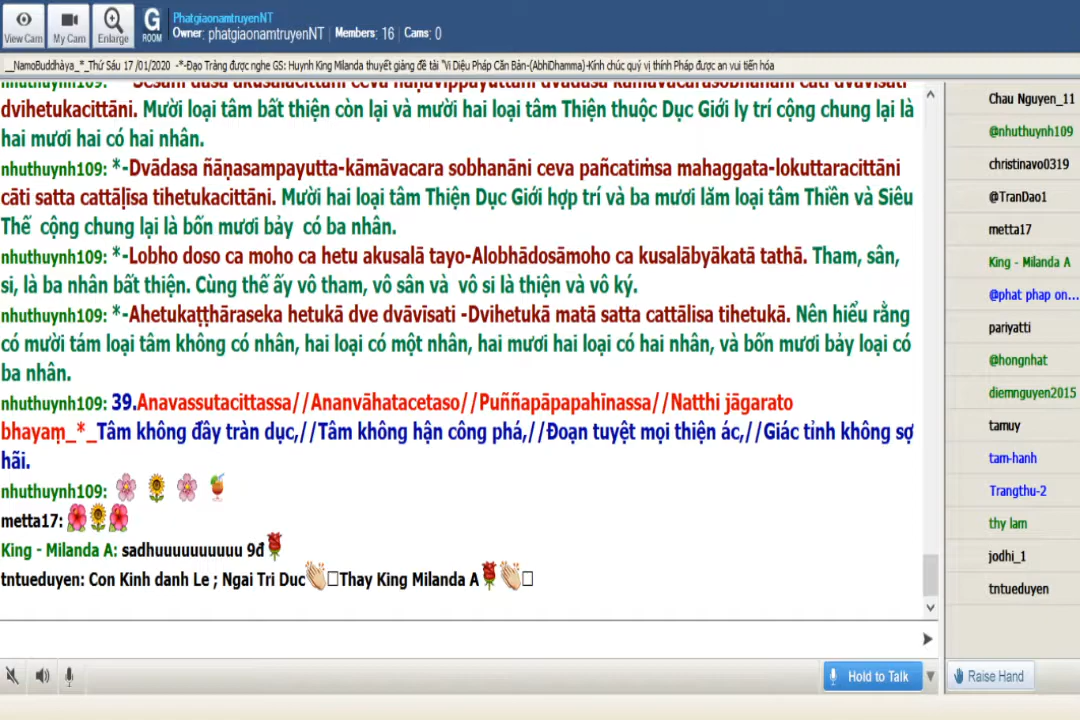 PhatgiaonamtruyenNT
Owner: phatgiaonamtruyenNT | Members: 16 | Cams: 0
View Cam My Cam Enlarge G ROOM
__NamoBuddhàya_*_Thứ Sáu 17 /01/2020 -*-Đạo Tràng được nghe GS: Huynh King Milanda thuyết giảng đề tài "Vi Diệu Pháp Căn Bản-(AbhiDhamma)-Kính chúc quý vị thính Pháp được an vui tiến hóa
dvihetukacittāni. Mười loại tâm bất thiện còn lại và mười hai loại tâm Thiện thuộc Dục Giới ly trí cộng chung lại là
hai mươi hai có hai nhân.
nhuthuynh109: *-Dvādasa ñāṇasampayutta-kāmāvacara sobhanāni ceva pañcatiṁsa mahaggata-lokuttaracittāni
cāti satta cattāḷīsa tihetukacittāni. Mười hai loại tâm Thiện Dục Giới hợp trí và ba mươi lăm loại tâm Thiền và Siêu
Thế cộng chung lại là bốn mươi bảy có ba nhân.
nhuthuynh109: *-Lobho doso ca moho ca hetu akusalā tayo-Alobhādosāmoho ca kusalābyākatā tathā. Tham, sân,
si, là ba nhân bất thiện. Cùng thế ấy vô tham, vô sân và vô si là thiện và vô ký.
nhuthuynh109: *-Ahetukaṭṭhāraseka hetukā dve dvāvīsati -Dvihetukā matā satta cattālisa tihetukā. Nên hiểu rằng
có mười tám loại tâm không có nhân, hai loại có một nhân, hai mươi hai loại có hai nhân, và bốn mươi bảy loại có
ba nhân.
nhuthuynh109: 39.Anavassutacittassa//Ananvāhatacetaso//Puññapāpapahīnassa//Natthi jāgarato
bhayaṃ_*_Tâm không đầy tràn dục,//Tâm không hận công phá,//Đoạn tuyệt mọi thiện ác,//Giác tỉnh không sợ
hãi.
nhuthuynh109:
metta17:
King - Milanda A: sadhuuuuuuuuuu 9đ
tntueduyen: Con Kinh danh Le ; Ngai Tri Duc Thay King Milanda A
Chau Nguyen_11
@nhuthuynh109
christinavo0319
@TranDao1
metta17
King - Milanda A
@phat phap on...
pariyatti
@hongnhat
diemnguyen2015
tamuy
tam-hanh
Trangthu-2
thy lam
jodhi_1
tntueduyen
Hold to Talk
Raise Hand